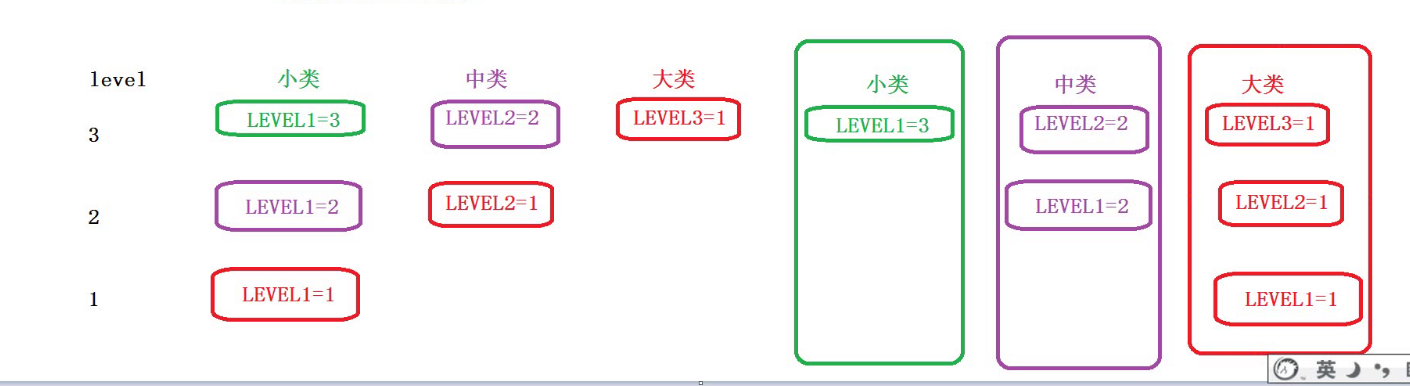 level 小类 中类 大类 小类 中类 大类
3 LEVEL1=3 LEVEL2=2 LEVEL3=1 LEVEL1=3 LEVEL2=2 LEVEL3=1
2 LEVEL1=2 LEVEL2=1 LEVEL1=2 LEVEL2=1
1 LEVEL1=1 LEVEL1=1
英